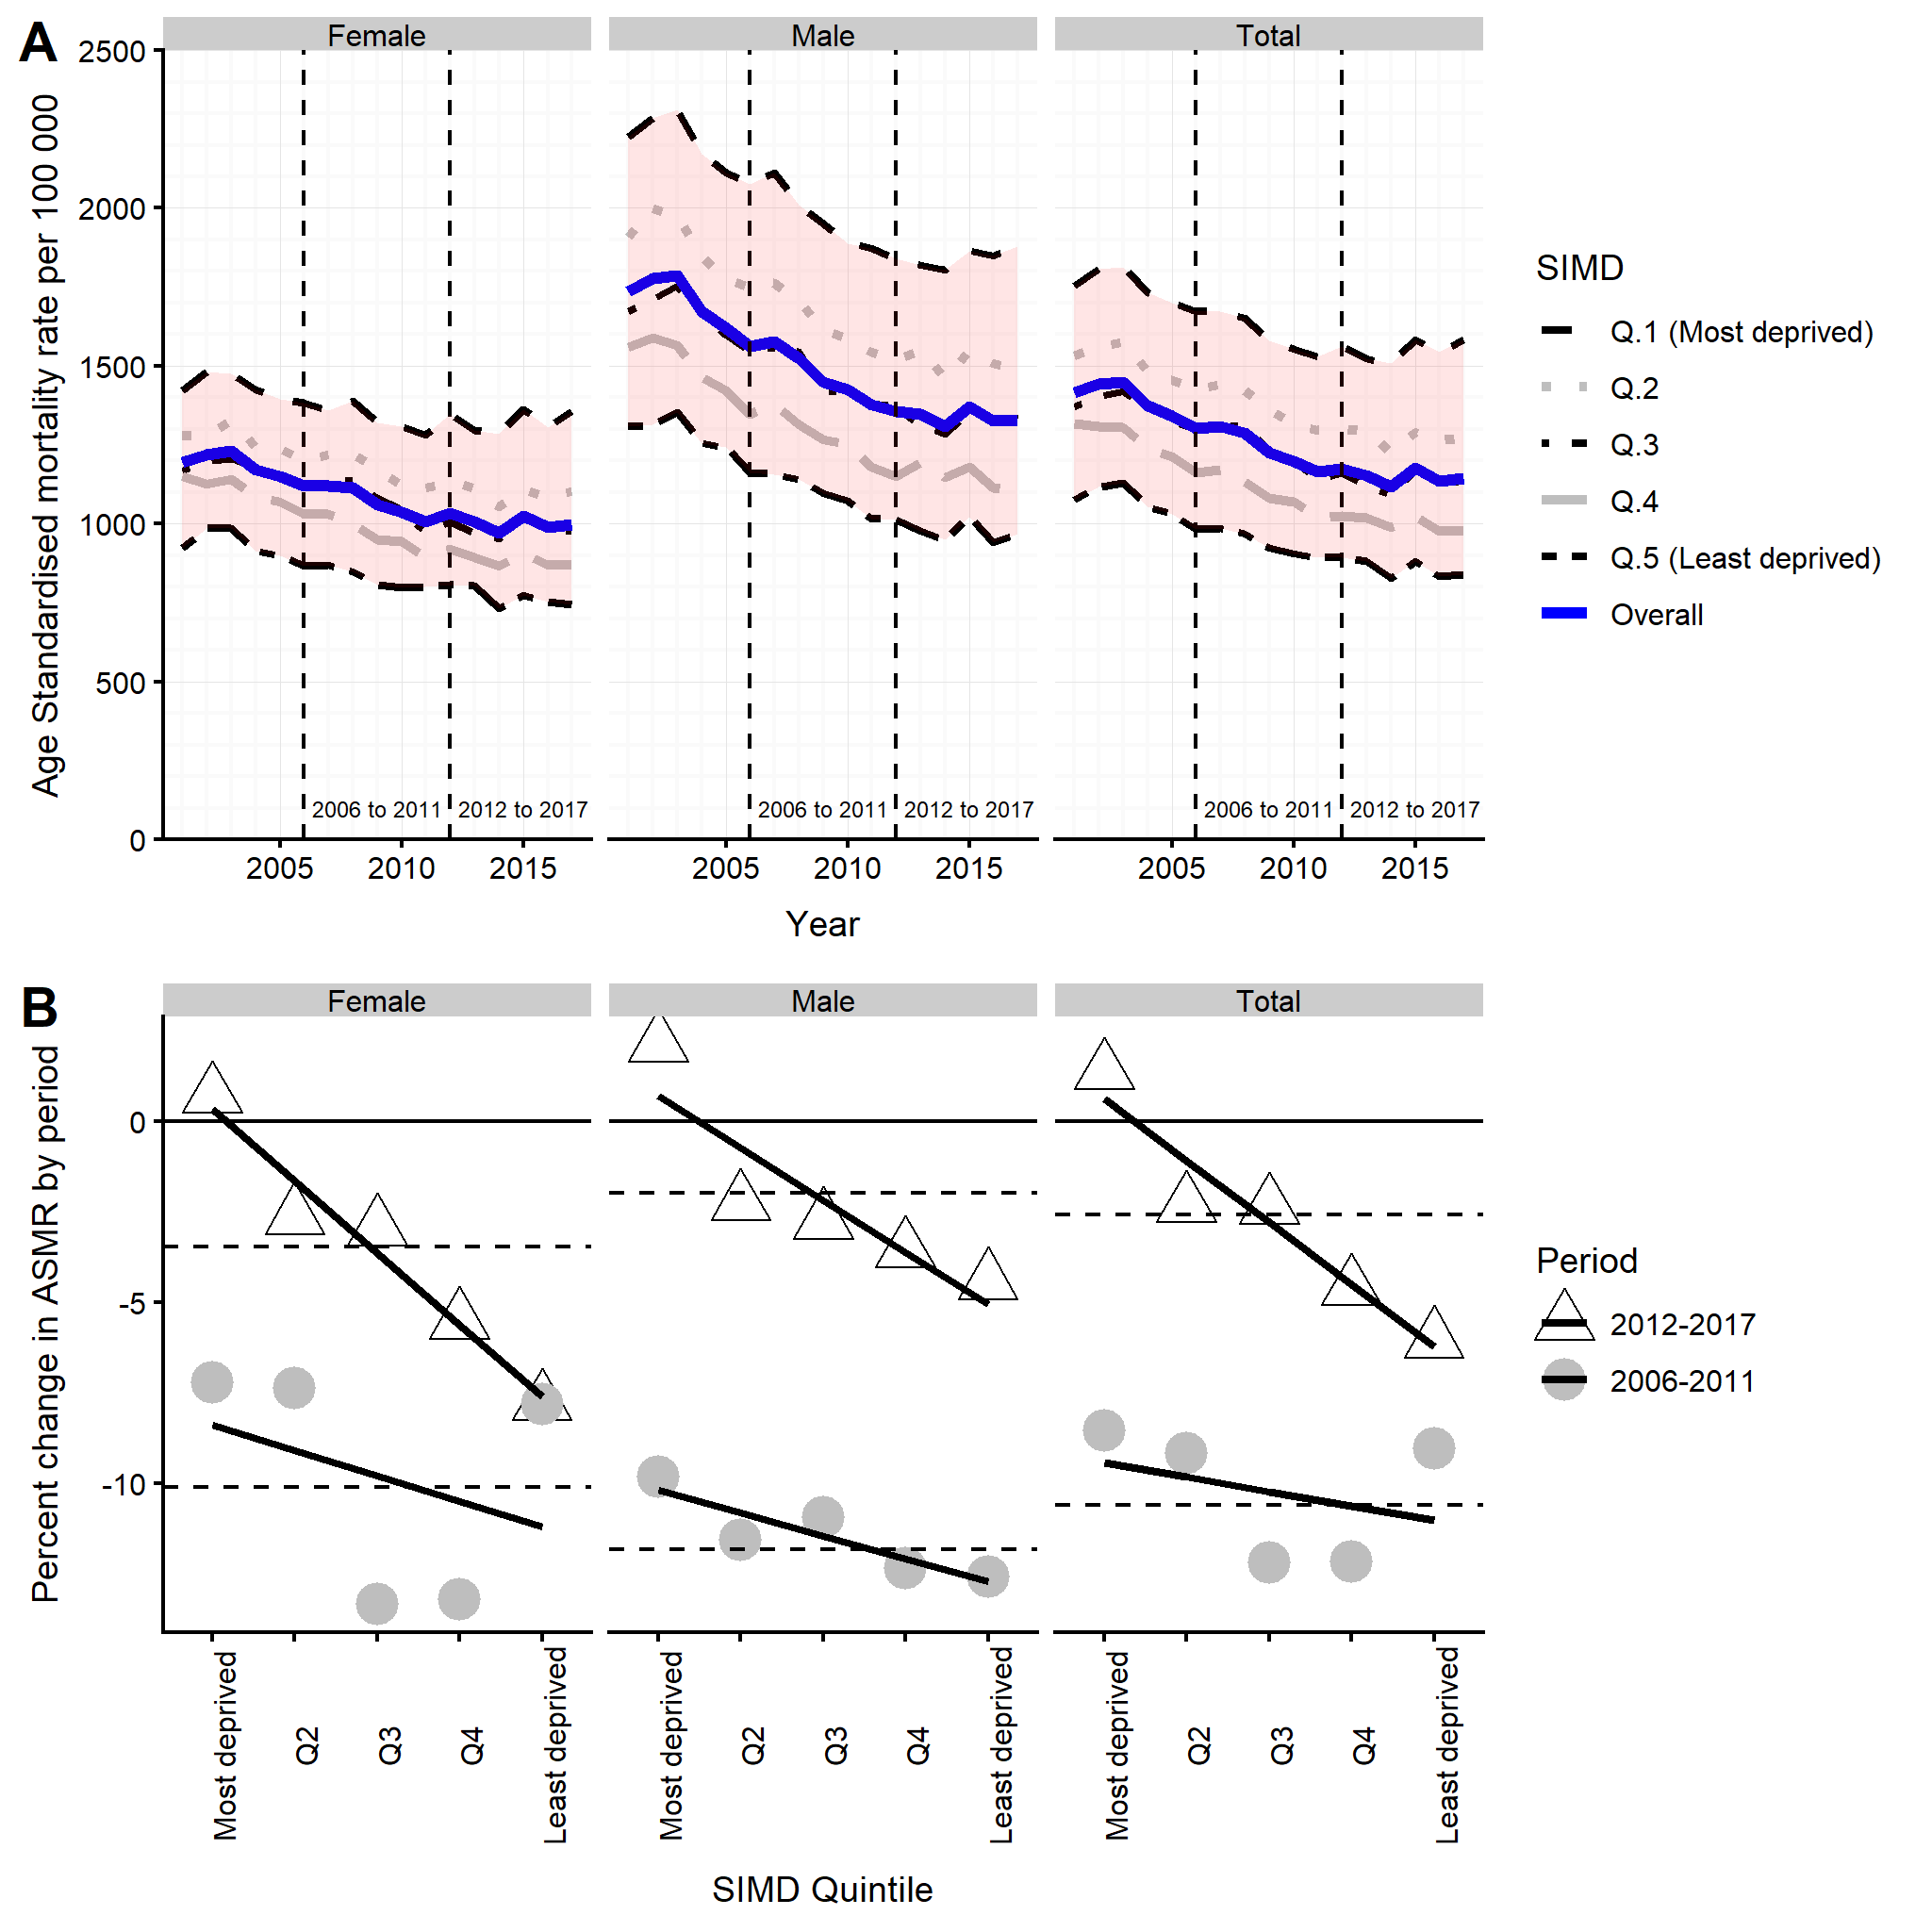 A
Female Male Total
Age Standardised mortality rate per 100 000
2500
2000
1500
1000
500
0
2006 to 2011 2012 to 2017 2006 to 2011 2012 to 2017 2006 to 2011 2012 to 2017
2005 2010 2015 2005 2010 2015 2005 2010 2015
Year
SIMD
Q.1 (Most deprived)
Q.2
Q.3
Q.4
Q.5 (Least deprived)
Overall
B
Female Male Total
Percent change in ASMR by period
0
-5
-10
Most deprived Q2 Q3 Q4 Least deprived Most deprived Q2 Q3 Q4 Least deprived Most deprived Q2 Q3 Q4 Least deprived
SIMD Quintile
Period
2012-2017
2006-2011